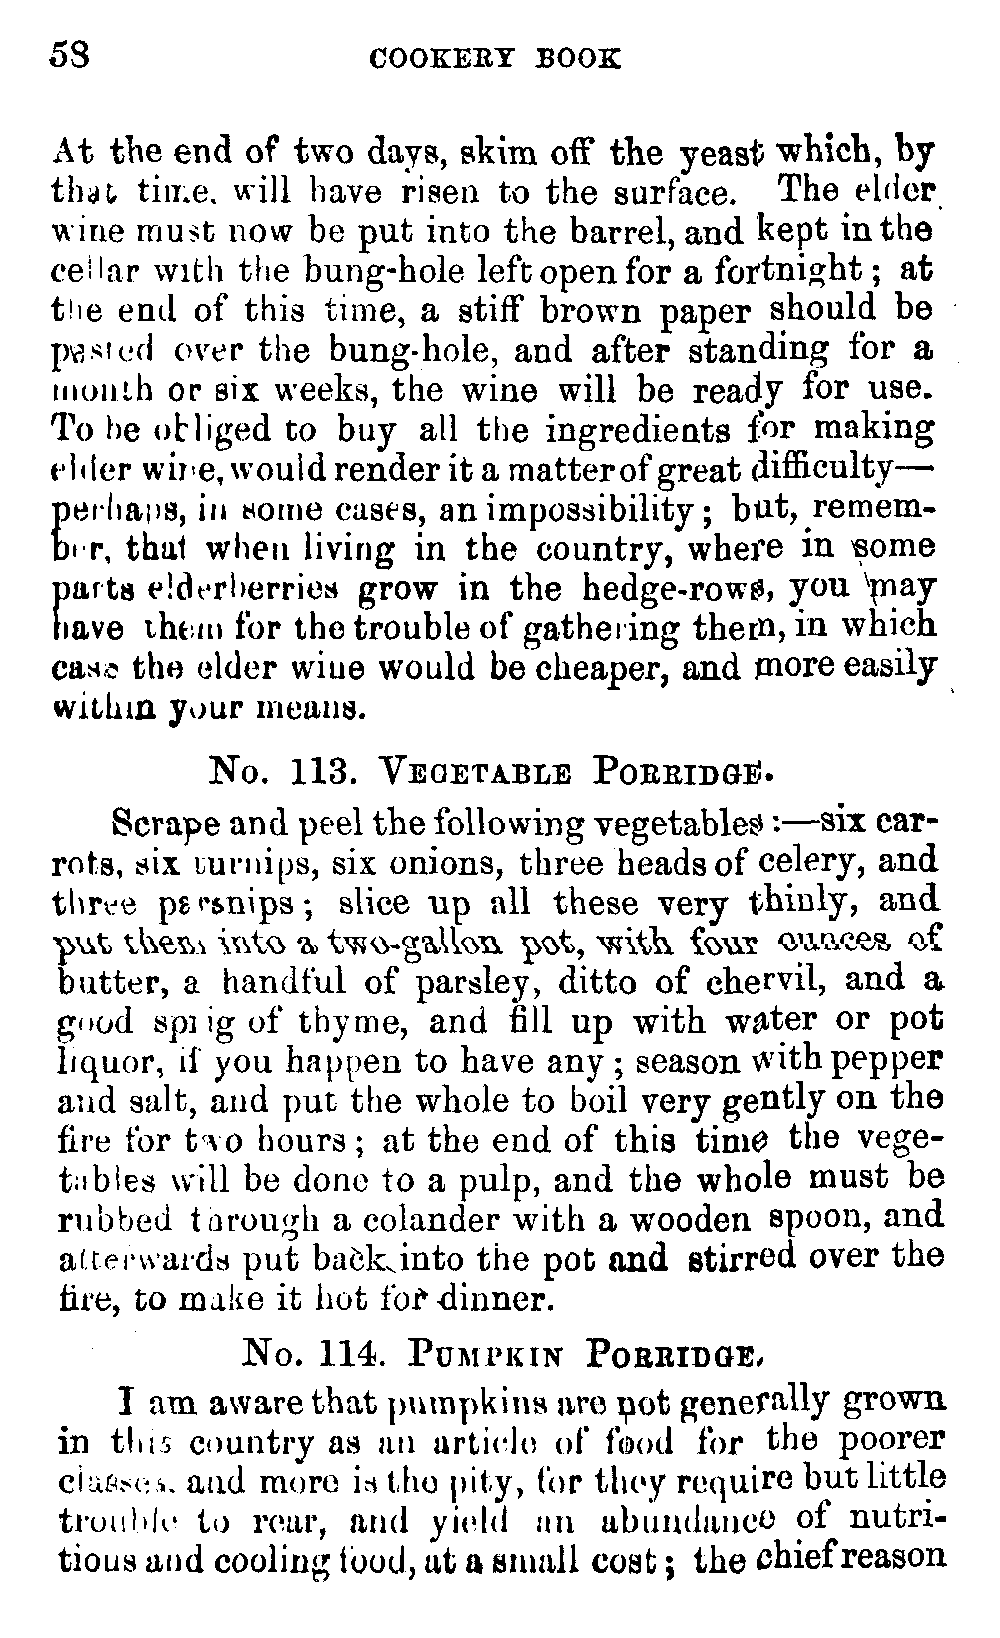 58 COOKERY BOOK
At the end of two days, skim off the yeast which, by
that time. will have risen to the surface. The elder
wine must now be put into the barrel, and kept in the
cellar with the bung-hole left open for a fortnight; at
the end of this time, a stiff brown paper should be
pasted over the bung-hole, and after standing for a
month or six weeks, the wine will be ready for use.
To be obliged to buy all the ingredients for making
elder wine, would render it a matter of great difficulty—
perhaps, in some cases, an impossibility; but, remem-
ber, that when living in the country, where in some
parts elderberries grow in the hedge-rows, you may
have them for the trouble of gathering them, in which
case the elder wine would be cheaper, and more easily
within your means.
No. 113. VEGETABLE PORRIDGE.
Scrape and peel the following vegetables:—six car-
rots, six turnips, six onions, three heads of celery, and
three parsnips; slice up all these very thinly, and
put them into a two-gallon pot, with four ounces of
butter, a handful of parsley, ditto of chervil, and a
good sprig of thyme, and fill up with water or pot
liquor, if you happen to have any; season with pepper
and salt, and put the whole to boil very gently on the
fire for two hours; at the end of this time the vege-
tables will be done to a pulp, and the whole must be
rubbed through a colander with a wooden spoon, and
afterwards put back into the pot and stirred over the
fire, to make it hot for dinner.
No. 114. PUMPKIN PORRIDGE.
I am aware that pumpkins are not generally grown
in this country as an article of food for the poorer
classes, and more is the pity, for they require but little
trouble to rear, and yield an abundance of nutri-
tious and cooling food, at a small cost; the chief reason